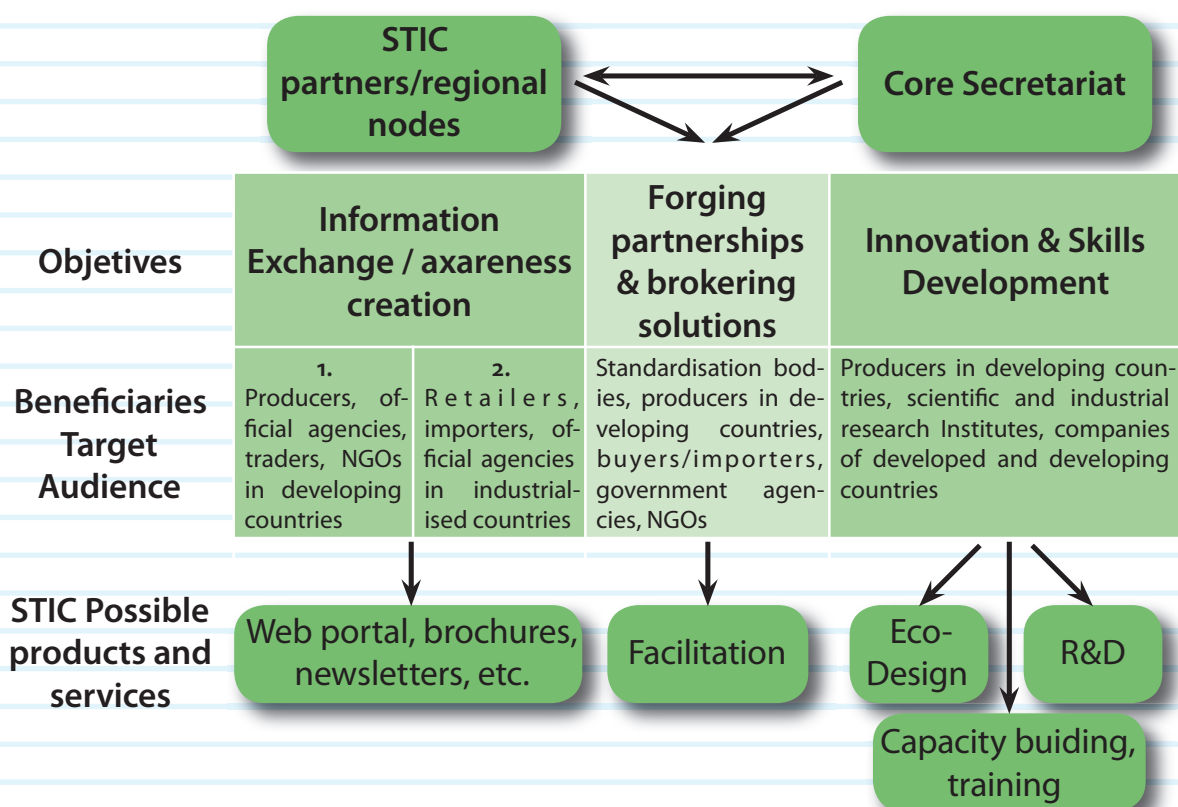 STIC
partners/regional
nodes
Core Secretariat
Objetives
Information
Exchange / axareness
creation
Forging
partnerships
& brokering
solutions
Innovation & Skills
Development
Beneficiaries
Target
Audience
1.
Producers, of-
ficial agencies,
traders, NGOs
in developing
countries
2.
Retailers,
importers, of-
ficial agencies
in industrial-
ised countries
Standardisation bod-
ies, producers in de-
veloping countries,
buyers/importers,
government agen-
cies, NGOs
Producers in developing coun-
tries, scientific and industrial
research Institutes, companies
of developed and developing
countries
STIC Possible
products and
services
Web portal, brochures,
newsletters, etc.
Facilitation
Eco-
Design
R&D
Capacity buiding,
training